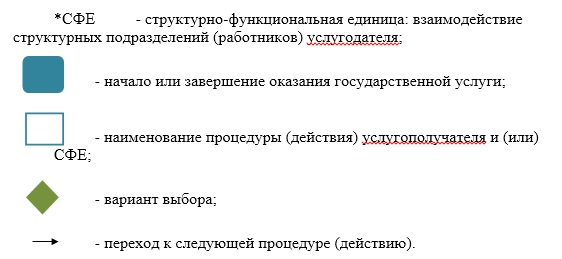 *СФЕ - структурно-функциональная единица: взаимодействие
структурных подразделений (работников) услугодателя;
- начало или завершение оказания государственной услуги;
- наименование процедуры (действия) услугополучателя и (или)
СФЕ;
- вариант выбора;
- переход к следующей процедуре (действию).